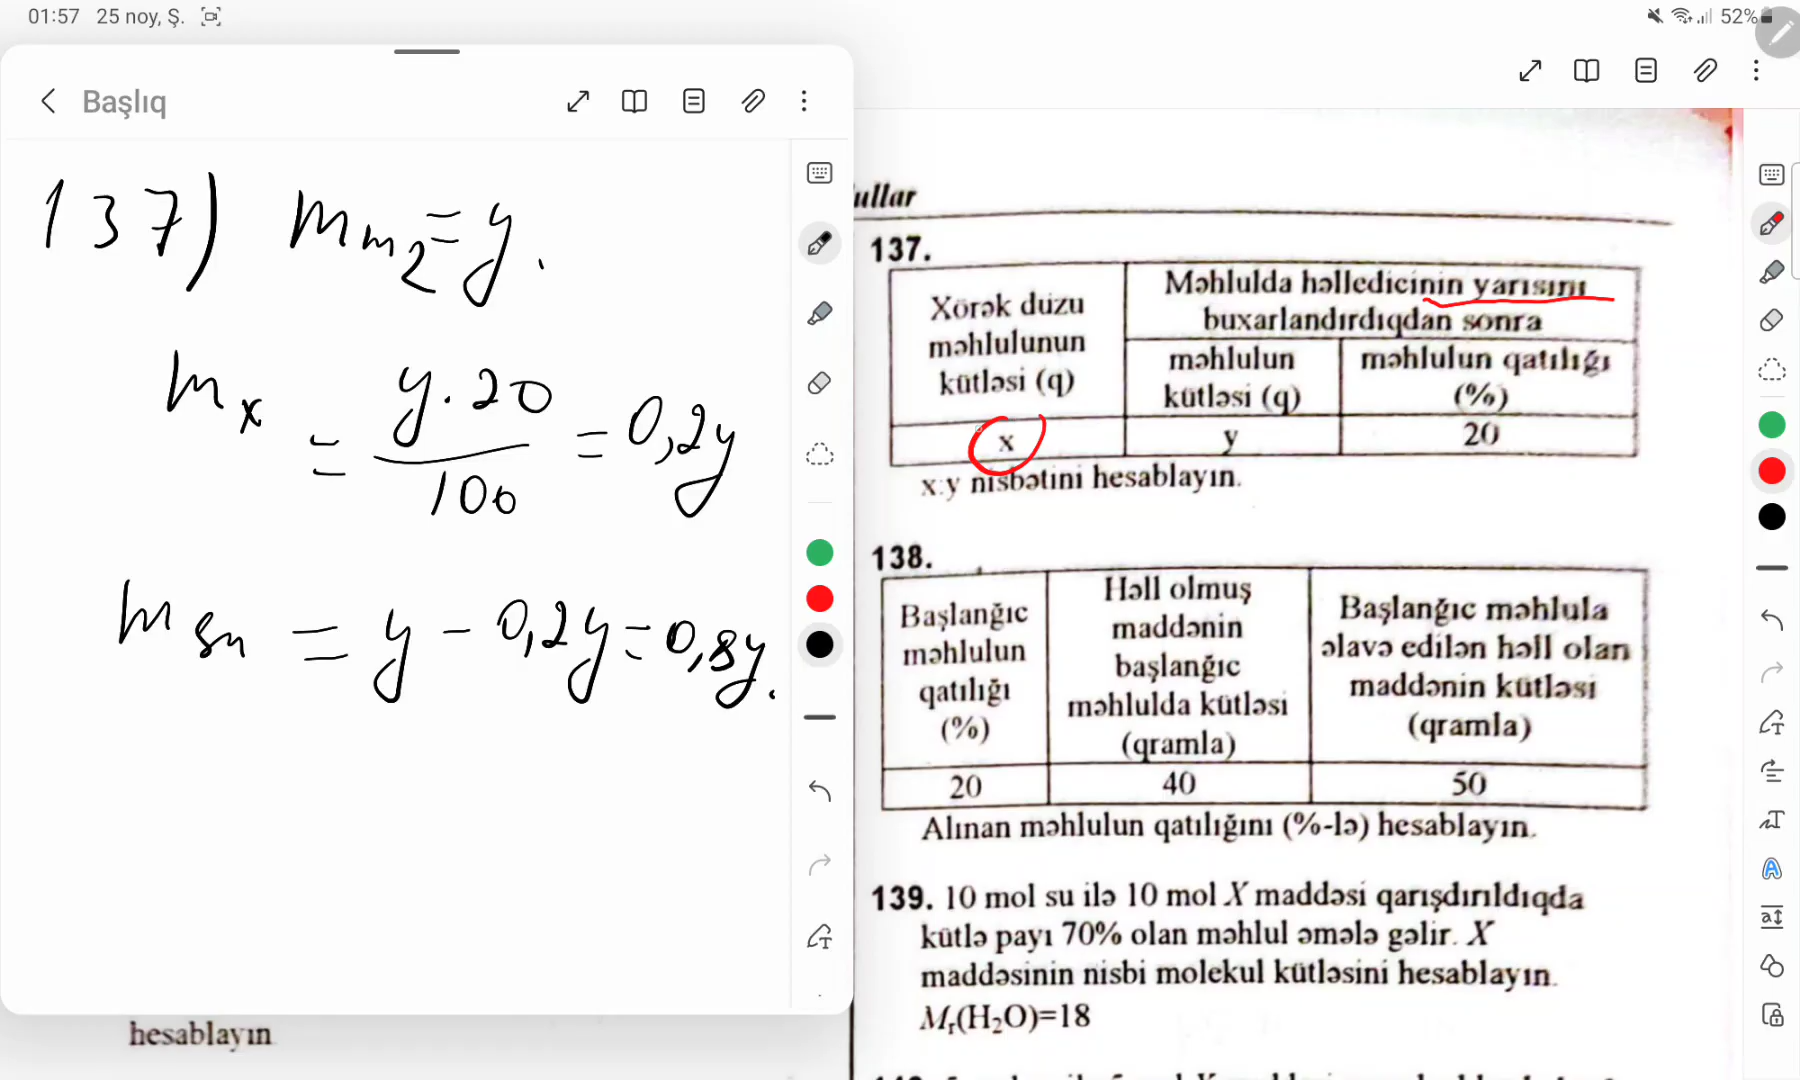 01:57 25 noy, Ş.
52%
Başlıq
137) m m2 = y.
m x = y · 20 / 100 = 0,2y
m su = y - 0,2y = 0,8y.
hesablayın
ullar
137.
Xörək duzu məhlulunun kütləsi (q)
Məhlulda həlledicinin yarısını
buxarlandırdıqdan sonra
məhlulun kütləsi (q)
məhlulun qatılığı (%)
x y 20
x:y nisbətini hesablayın.
138.
Başlanğıc məhlulun qatılığı (%)
Həll olmuş maddənin başlanğıc məhlulda kütləsi (qramla)
Başlanğıc məhlula əlavə edilən həll olan maddənin kütləsi (qramla)
20 40 50
Alınan məhlulun qatılığını (%-lə) hesablayın.
139. 10 mol su ilə 10 mol X maddəsi qarışdırıldıqda
kütlə payı 70% olan məhlul əmələ gəlir. X
maddəsinin nisbi molekul kütləsini hesablayın.
Mr(H₂O)=18